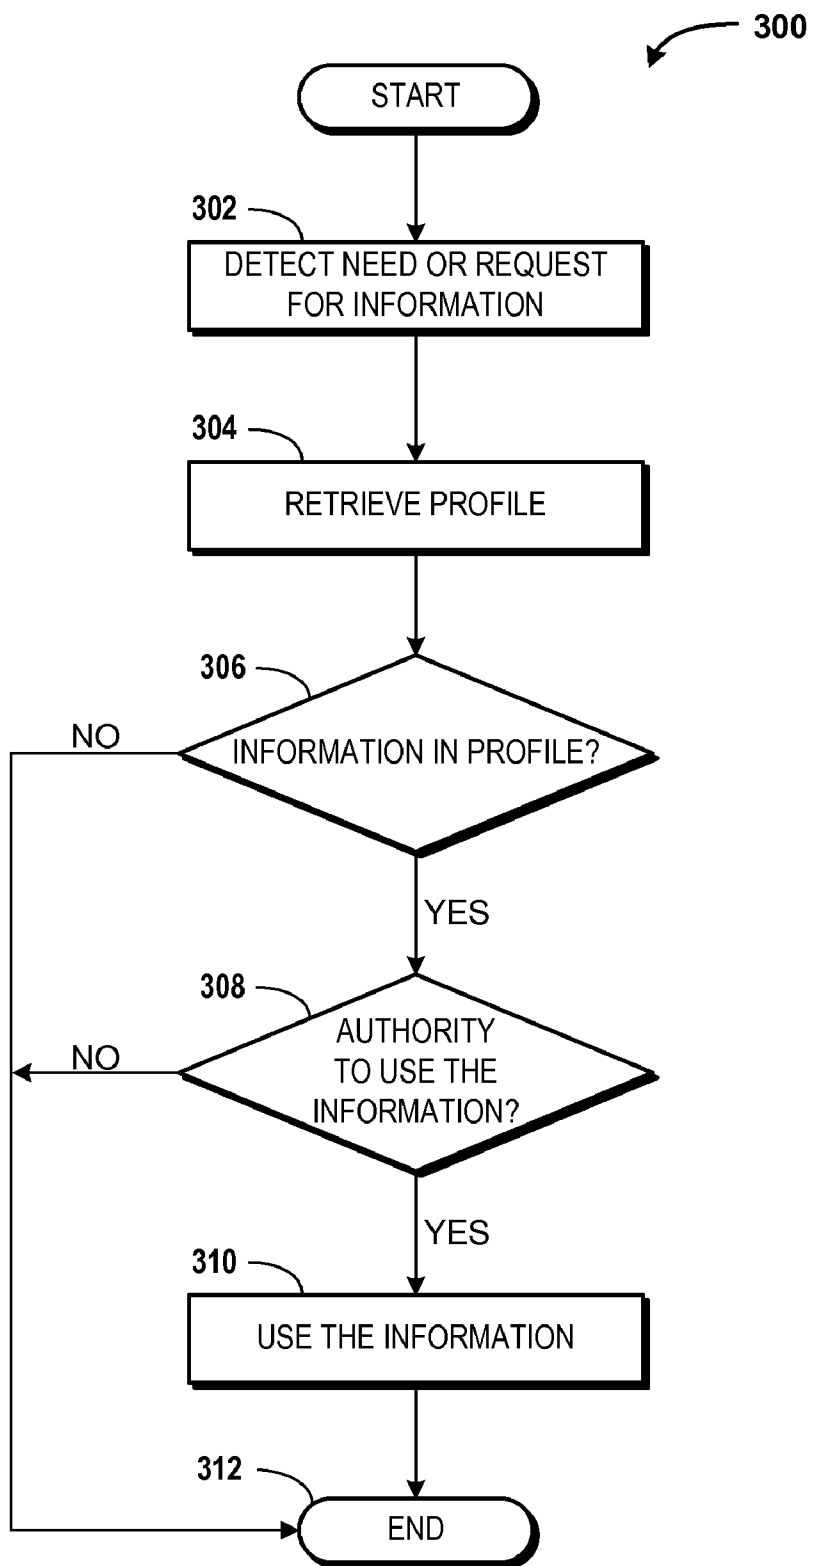 300
START
302
DETECT NEED OR REQUEST
FOR INFORMATION
304
RETRIEVE PROFILE
306
NO
INFORMATION IN PROFILE?
YES
308
NO
AUTHORITY
TO USE THE
INFORMATION?
YES
310
USE THE INFORMATION
312
END